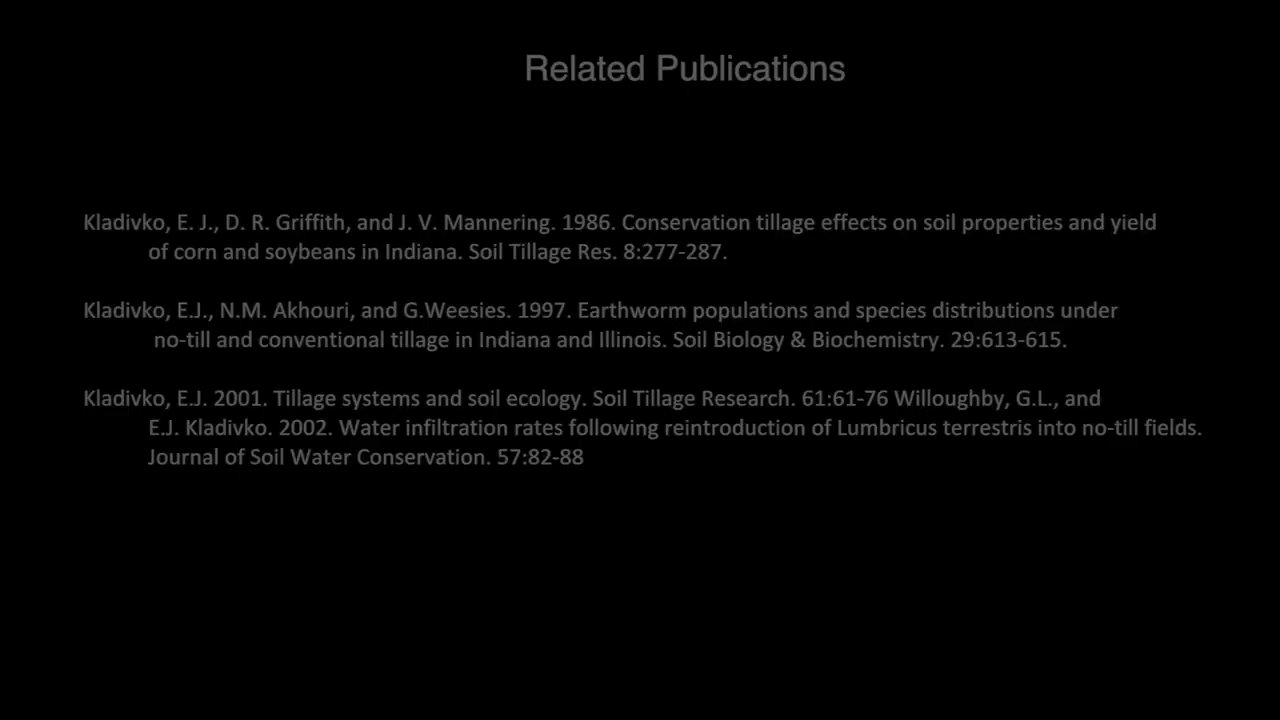 Related Publications
Kladivko, E. J., D. R. Griffith, and J. V. Mannering. 1986. Conservation tillage effects on soil properties and yield
of corn and soybeans in Indiana. Soil Tillage Res. 8:277-287.
Kladivko, E.J., N.M. Akhouri, and G.Weesies. 1997. Earthworm populations and species distributions under
no-till and conventional tillage in Indiana and Illinois. Soil Biology & Biochemistry. 29:613-615.
Kladivko, E.J. 2001. Tillage systems and soil ecology. Soil Tillage Research. 61:61-76 Willoughby, G.L., and
E.J. Kladivko. 2002. Water infiltration rates following reintroduction of Lumbricus terrestris into no-till fields.
Journal of Soil Water Conservation. 57:82-88